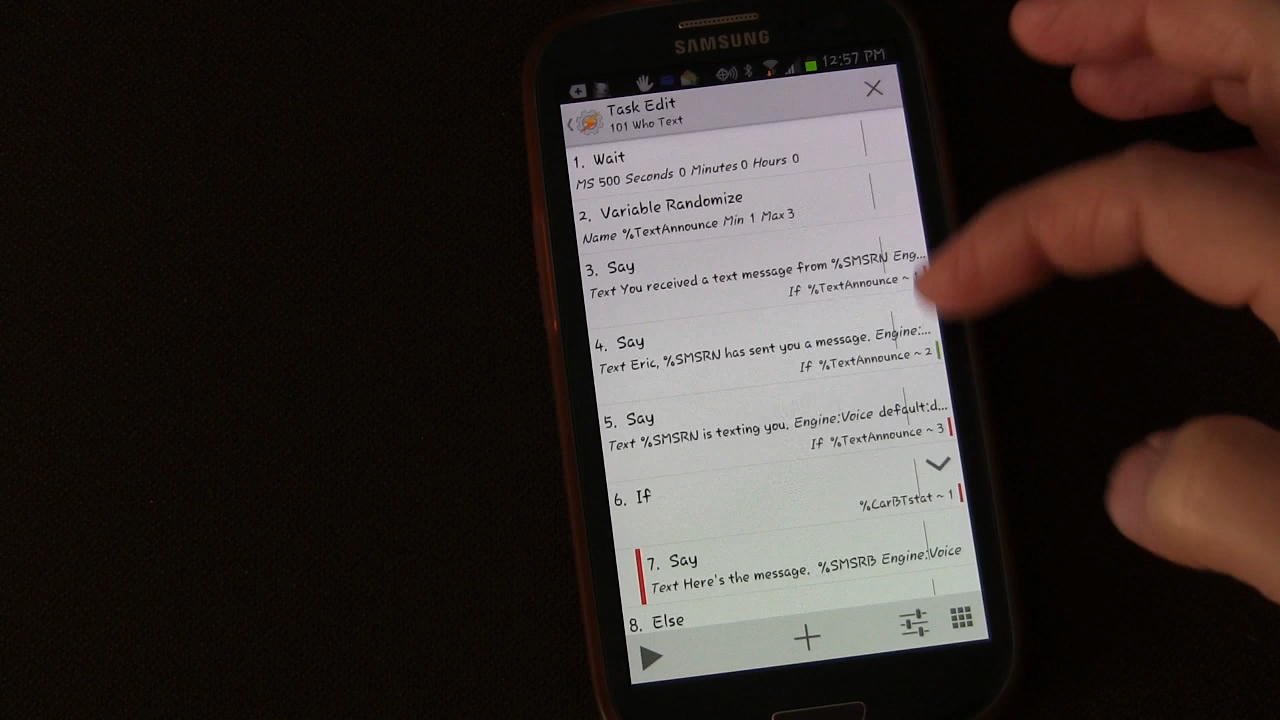 SAMSUNG
12:57 PM
Task Edit
101 Who Text
1. Wait
MS 500 Seconds 0 Minutes 0 Hours 0
2. Variable Randomize
Name %TextAnnounce Min 1 Max 3
3. Say
Text You received a text message from %SMSRN Eng...
If %TextAnnounce ~
4. Say
Text Eric, %SMSRN has sent you a message. Engine:...
If %TextAnnounce ~ 2
5. Say
Text %SMSRN is texting you. Engine:Voice default:d...
If %TextAnnounce ~ 3
6. If
%CarBTstat ~ 1
7. Say
Text Here's the message. %SMSRB Engine:Voice
8. Else